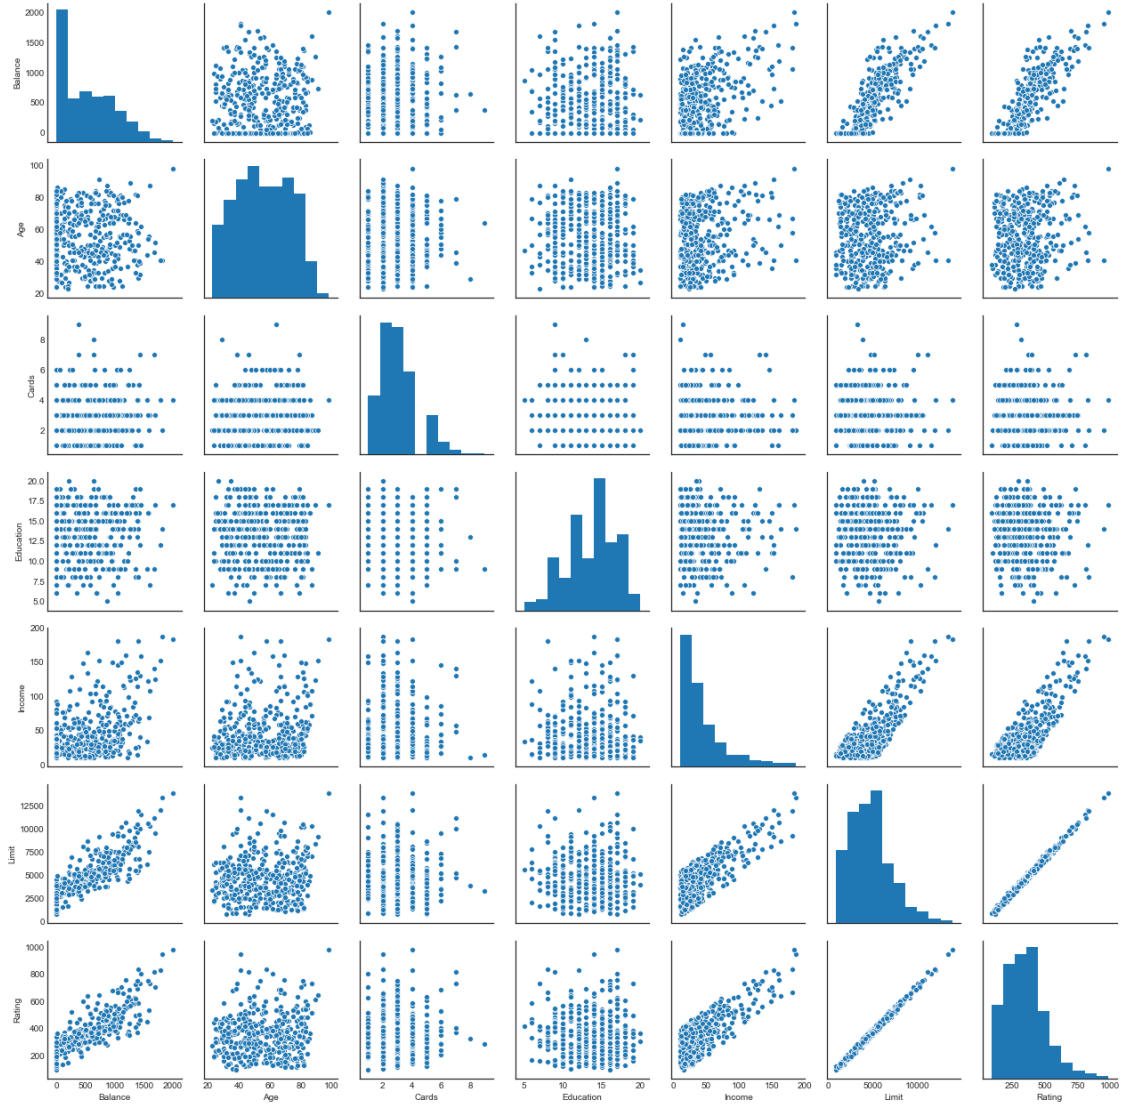 2000
1500
1000
500
0
Balance
100
80
60
40
20
Age
8
6
4
2
Cards
20.0
17.5
15.0
12.5
10.0
7.5
5.0
Education
200
150
100
50
0
Income
12500
10000
7500
5000
2500
0
Limit
1000
800
600
400
200
Rating
0 500 1000 1500 2000
20 40 60 80 100
2 4 6 8
5 10 15 20
0 50 100 150 200
0 5000 10000
250 500 750 1000
Balance Age Cards Education Income Limit Rating